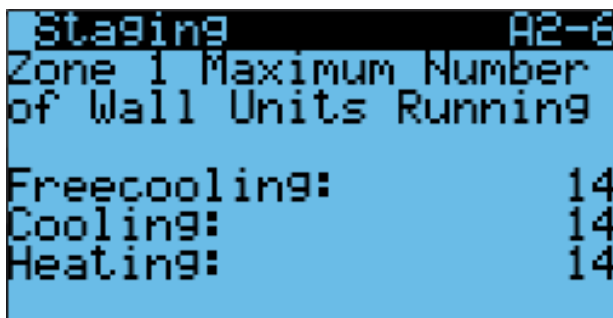 Staging A2-6
Zone 1 Maximum Number
of Wall Units Running
Freecooling: 14
Cooling: 14
Heating: 14